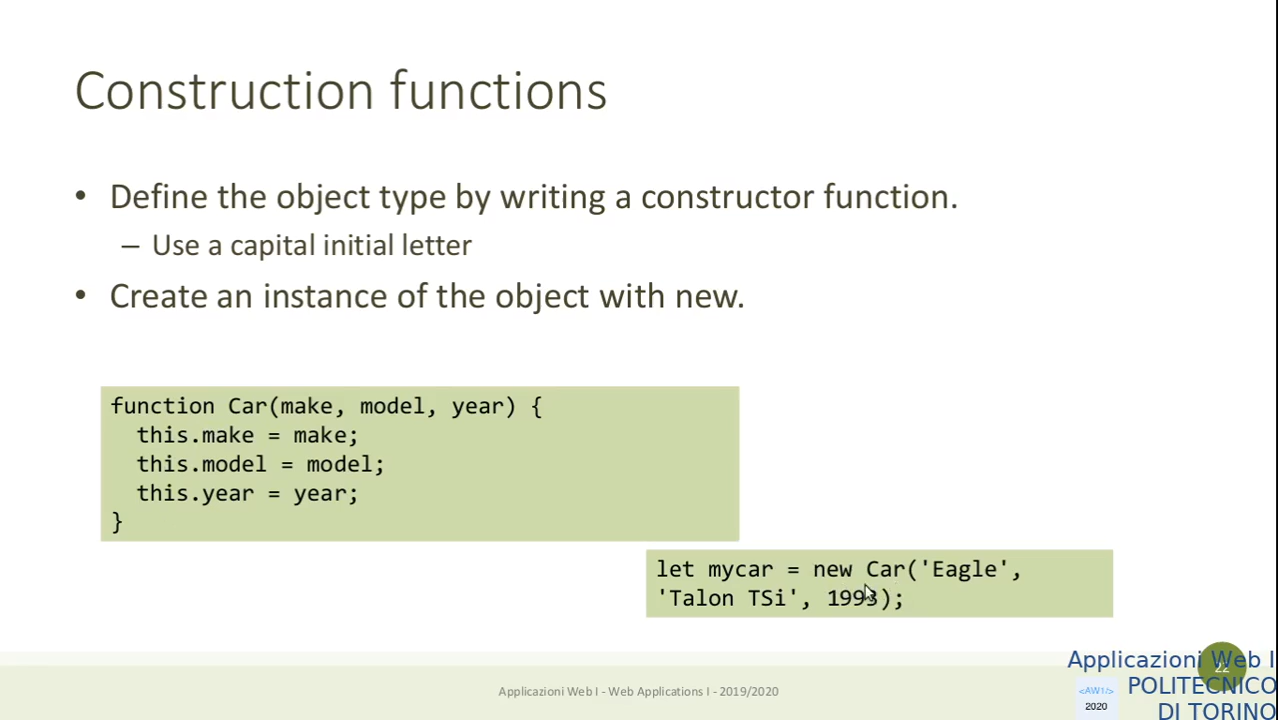 Construction functions
• Define the object type by writing a constructor function.
– Use a capital initial letter
• Create an instance of the object with new.
function Car(make, model, year) {
this.make = make;
this.model = model;
this.year = year;
}
let mycar = new Car('Eagle',
'Talon TSi', 1993);
Applicazioni Web I - Web Applications I - 2019/2020
22
Applicazioni Web I
POLITECNICO
DI TORINO
<AW1/>
2020